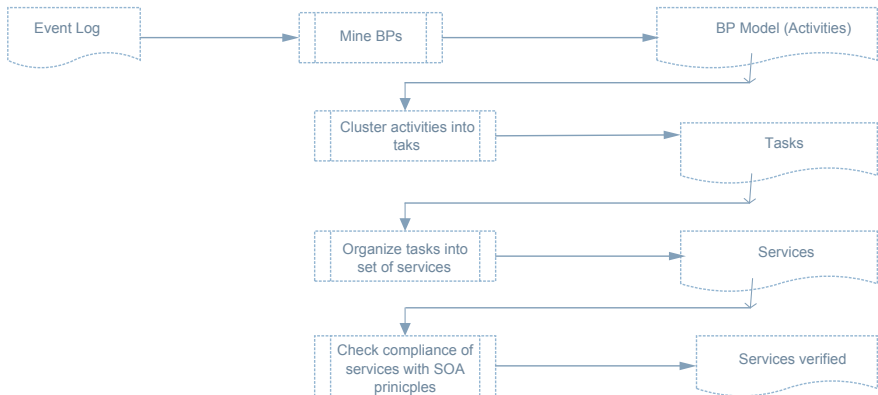 Event Log
Mine BPs
BP Model (Activities)
Cluster activities into
taks
Tasks
Organize tasks into
set of services
Services
Check compliance of
services with SOA
prinicples
Services verified